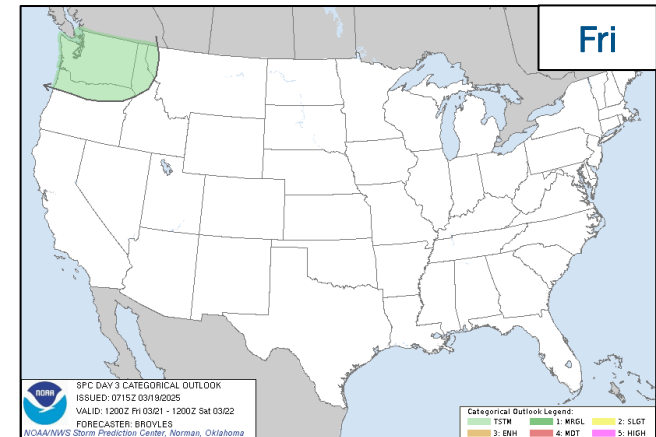 Fri
SPC DAY 3 CATEGORICAL OUTLOOK
ISSUED: 0715Z 03/19/2025
VALID: 1200Z Fri 03/21 - 1200Z Sat 03/22
FORECASTER: BROYLES
NOAA/NWS Storm Prediction Center, Norman, Oklahoma
NOAA
Categorical Outlook Legend:
TSTM 1: MRGL 2: SLGT
3: ENH 4: MDT 5: HIGH